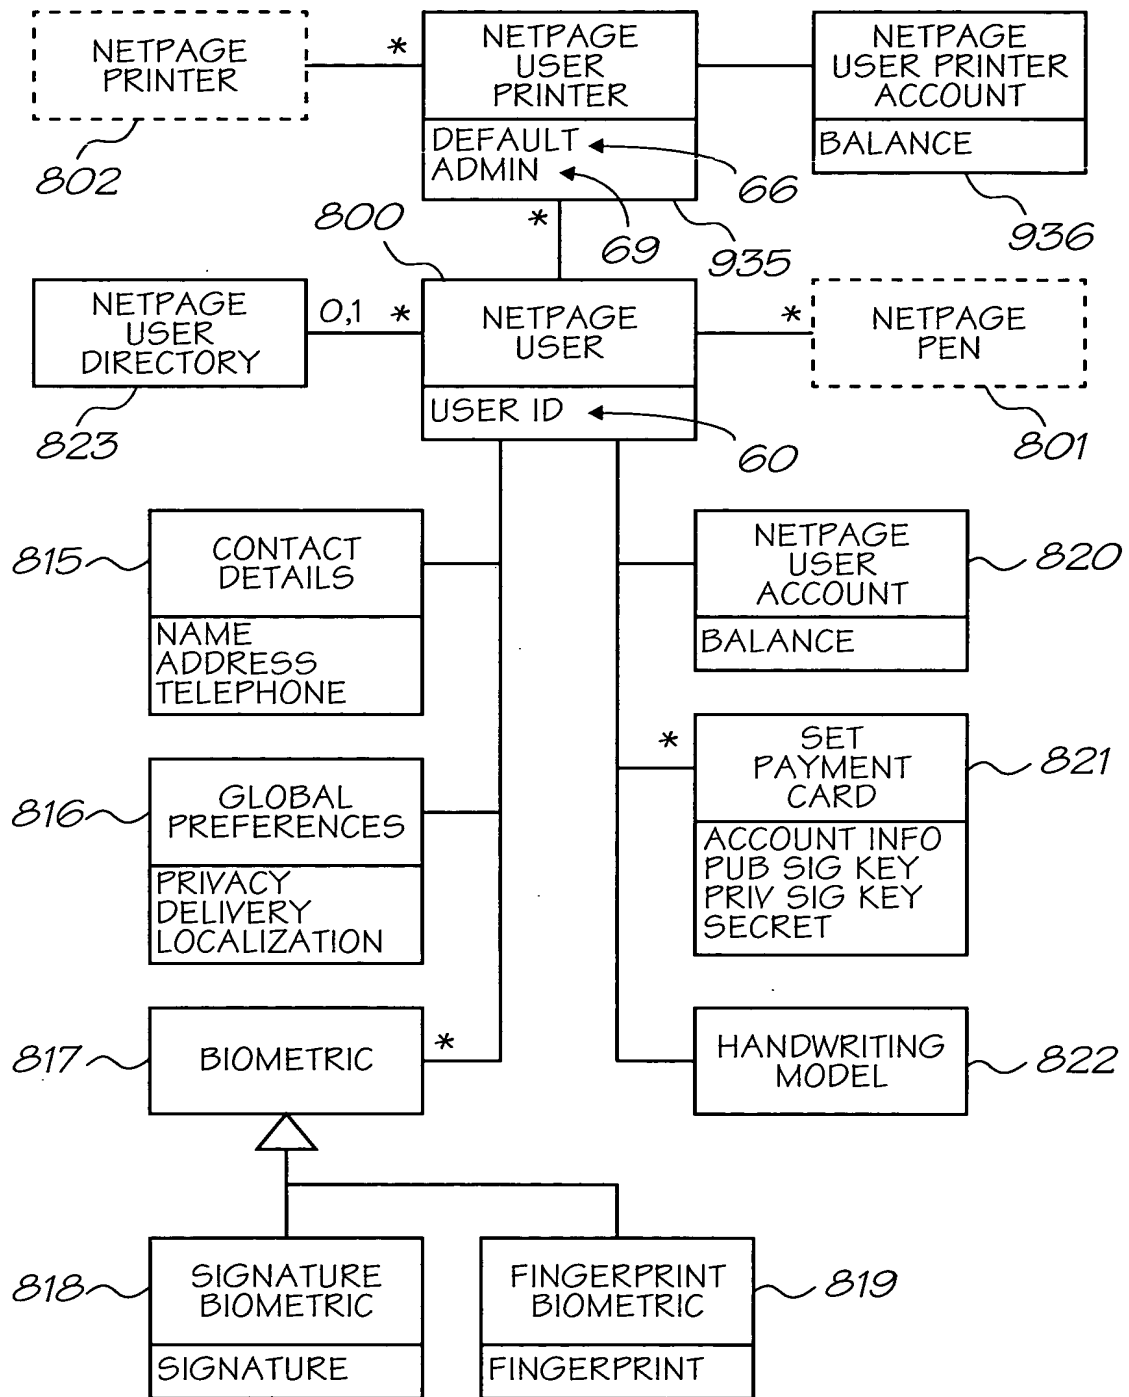 NETPAGE
PRINTER
802
*
NETPAGE
USER
PRINTER
DEFAULT
ADMIN
66
69
935
NETPAGE
USER PRINTER
ACCOUNT
BALANCE
936
*
800
NETPAGE
USER
DIRECTORY
823
0,1
*
NETPAGE
USER
USER ID
60
*
NETPAGE
PEN
801
815
CONTACT
DETAILS
NAME
ADDRESS
TELEPHONE
NETPAGE
USER
ACCOUNT
BALANCE
820
816
GLOBAL
PREFERENCES
PRIVACY
DELIVERY
LOCALIZATION
*
SET
PAYMENT
CARD
ACCOUNT INFO
PUB SIG KEY
PRIV SIG KEY
SECRET
821
817
BIOMETRIC
*
HANDWRITING
MODEL
822
818
SIGNATURE
BIOMETRIC
SIGNATURE
FINGERPRINT
BIOMETRIC
FINGERPRINT
819